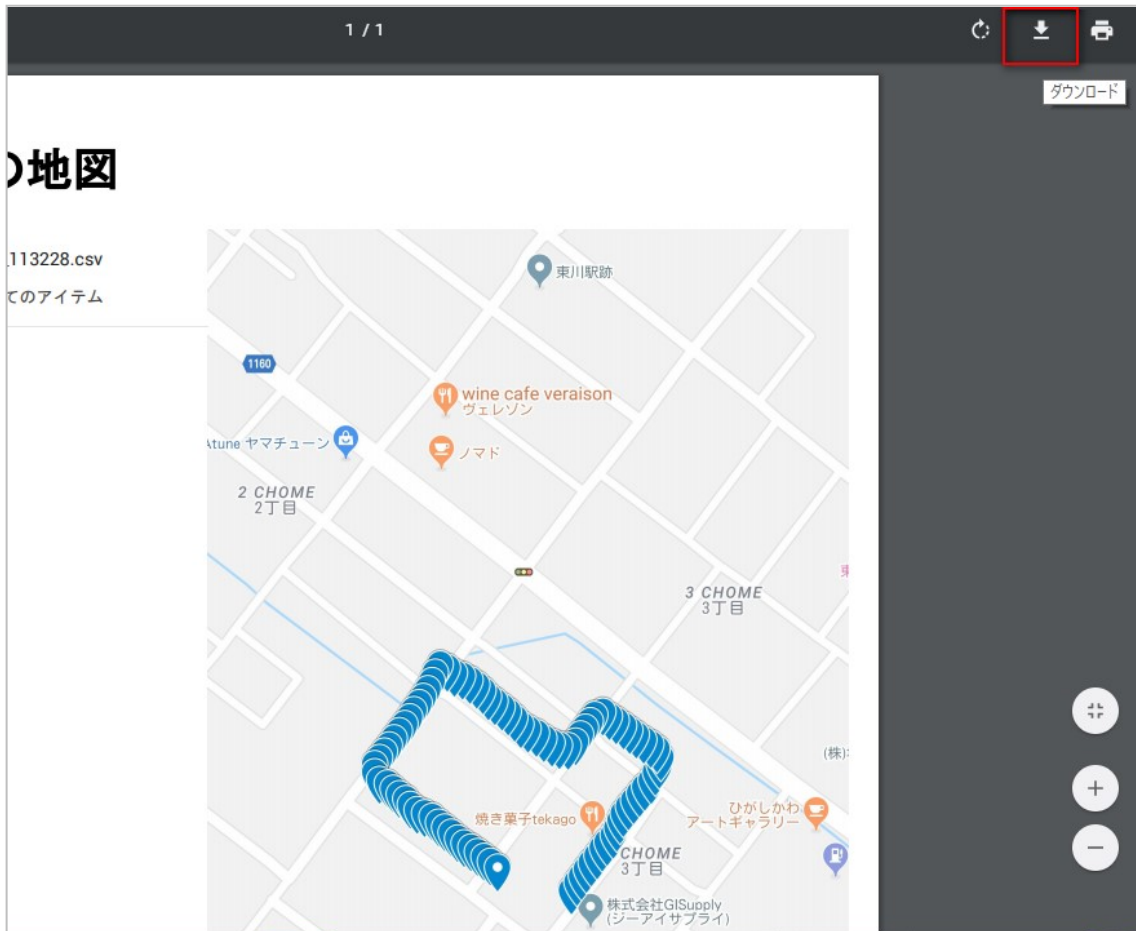 1 / 1
ダウンロード
の地図
_113228.csv
てのアイテム
東川駅跡
1160
wine cafe veraison
ヴェレゾン
Atune ヤマチューン
ノマド
2 CHOME
2丁目
3 CHOME
3丁目
(株)
焼き菓子tekago
ひがしかわ
アートギャラリー
CHOME
3丁目
株式会社GISupply
(ジーアイサプライ)